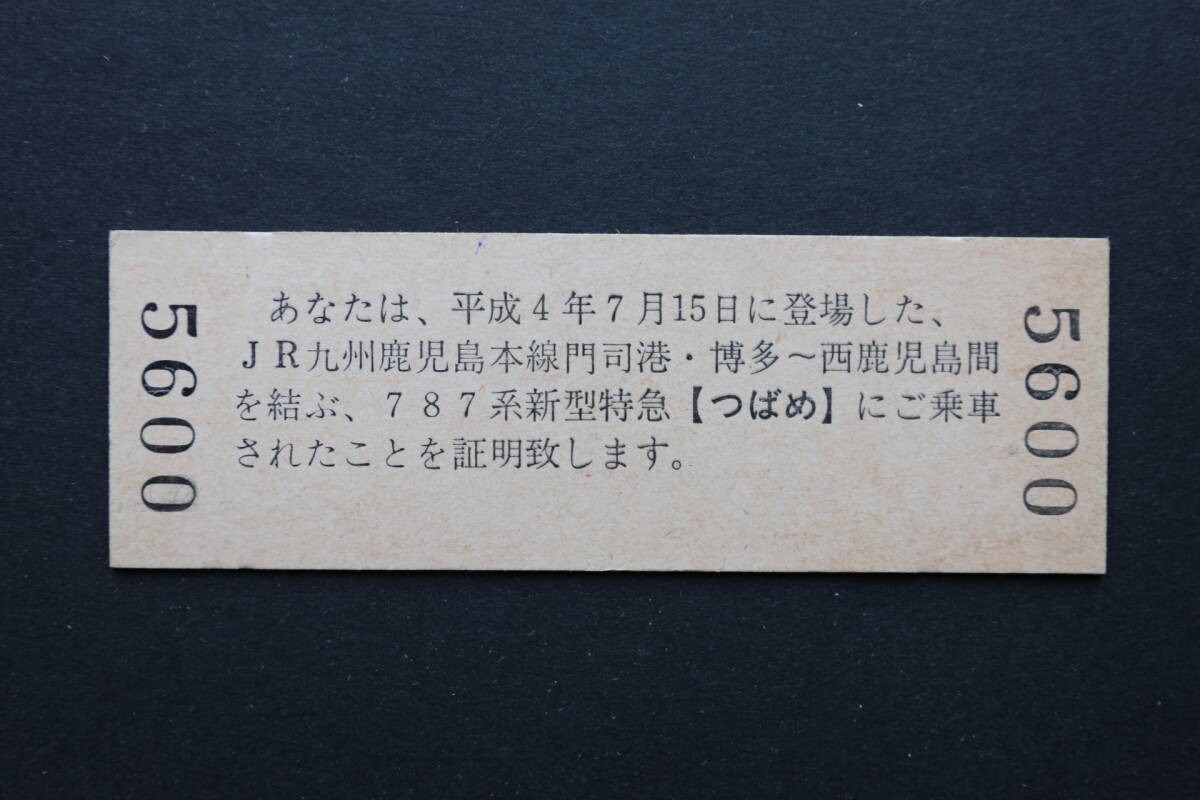 5600
あなたは、平成4年7月15日に登場した、
JR九州鹿児島本線門司港・博多～西鹿児島間
を結ぶ、787系新型特急【つばめ】にご乗車
されたことを証明致します。
5600